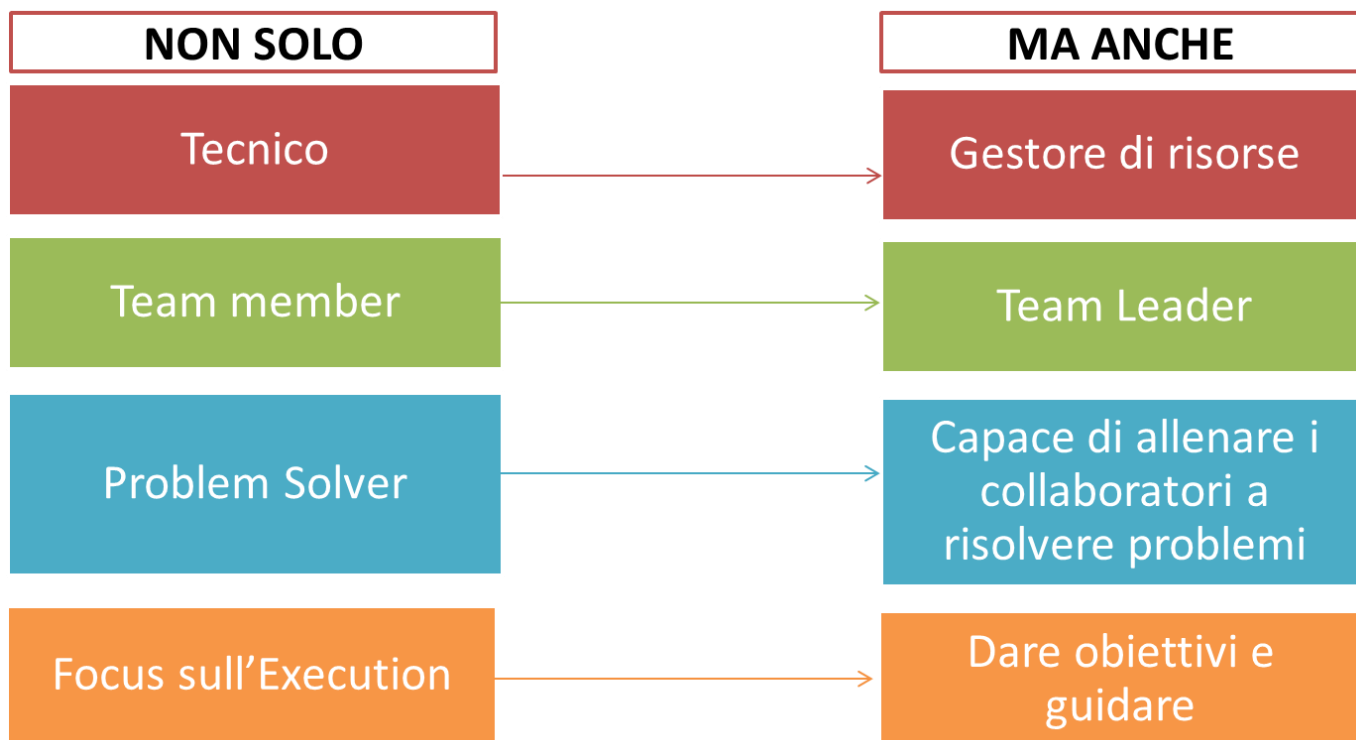 NON SOLO
MA ANCHE
Tecnico
Gestore di risorse
Team member
Team Leader
Problem Solver
Capace di allenare i
collaboratori a
risolvere problemi
Focus sull’Execution
Dare obiettivi e
guidare